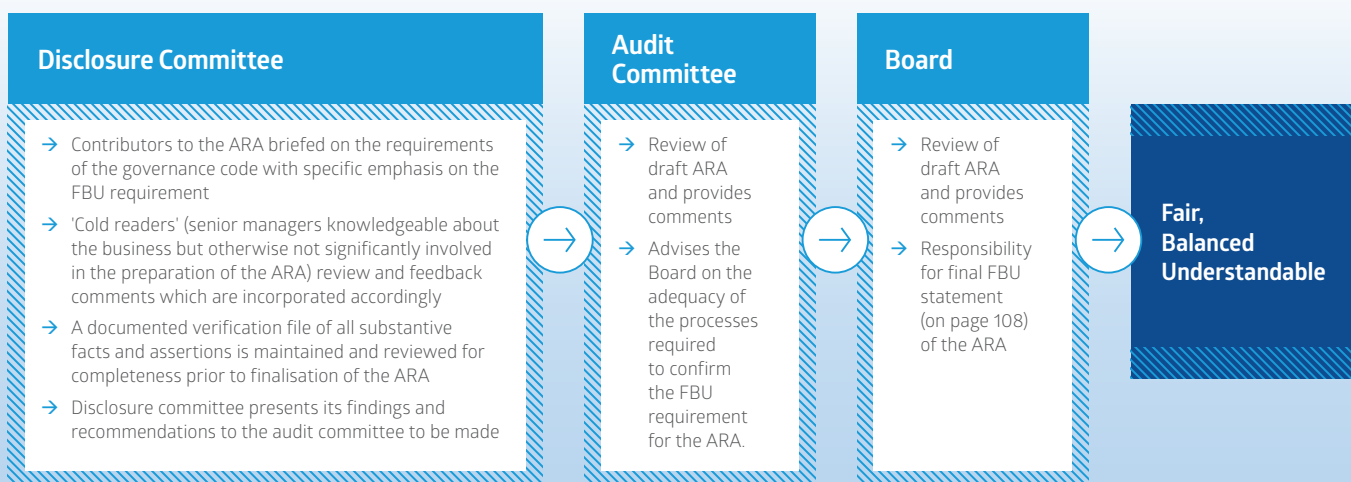 Disclosure Committee
→ Contributors to the ARA briefed on the requirements
of the governance code with specific emphasis on the
FBU requirement
→ 'Cold readers' (senior managers knowledgeable about
the business but otherwise not significantly involved
in the preparation of the ARA) review and feedback
comments which are incorporated accordingly
→ A documented verification file of all substantive
facts and assertions is maintained and reviewed for
completeness prior to finalisation of the ARA
→ Disclosure committee presents its findings and
recommendations to the audit committee to be made
Audit
Committee
→ Review of
draft ARA
and provides
comments
→ Advises the
Board on the
adequacy of
the processes
required
to confirm
the FBU
requirement
for the ARA.
Board
→ Review of
draft ARA
and provides
comments
→ Responsibility
for final FBU
statement
(on page 108)
of the ARA
Fair,
Balanced
Understandable